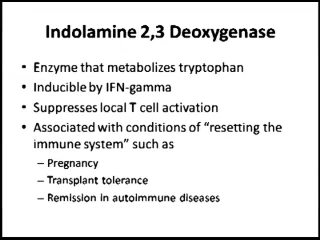 Indolamine 2,3 Deoxygenase
• Enzyme that metabolizes tryptophan
• Inducible by IFN-gamma
• Suppresses local T cell activation
• Associated with conditions of “resetting the
immune system” such as
– Pregnancy
– Transplant tolerance
– Remission in autoimmune diseases